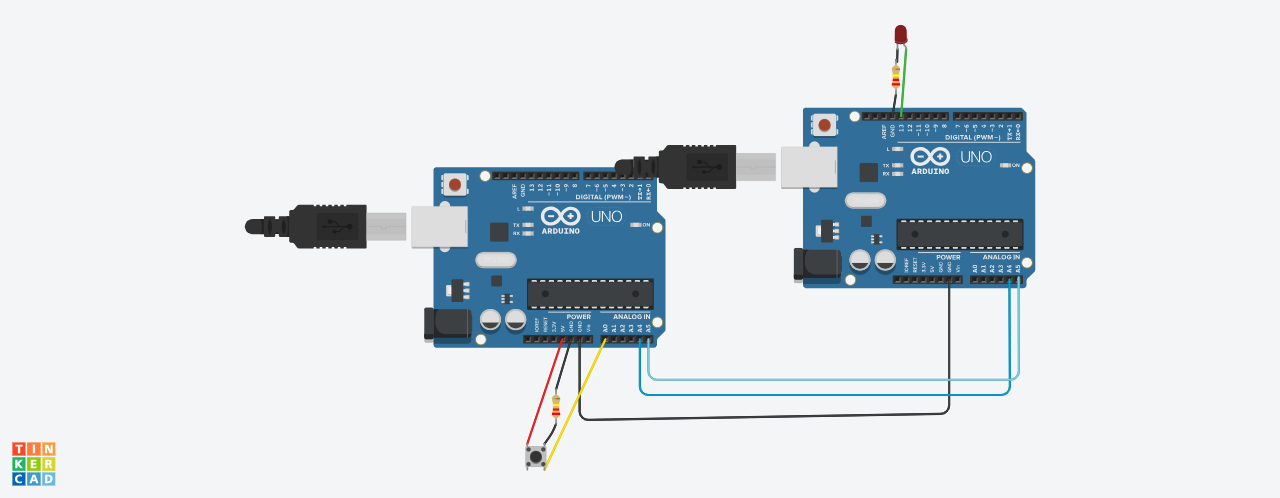 AREF
GND
13
12
~11
~10
~9
8
7
~6
~5
4
~3
2
TX→1
RX←0
DIGITAL (PWM~)
L
TX
RX
ARDUINO
UNO
ON
POWER
ANALOG IN
IOREF
RESET
3.3V
5V
GND
GND
Vin
A0
A1
A2
A3
A4
A5
AREF
GND
13
12
~11
~10
~9
8
7
~6
~5
4
~3
2
TX→1
RX←0
DIGITAL (PWM~)
L
TX
RX
ARDUINO
UNO
ON
POWER
ANALOG IN
IOREF
RESET
3.3V
5V
GND
GND
Vin
A0
A1
A2
A3
A4
A5
TIN
KER
CAD